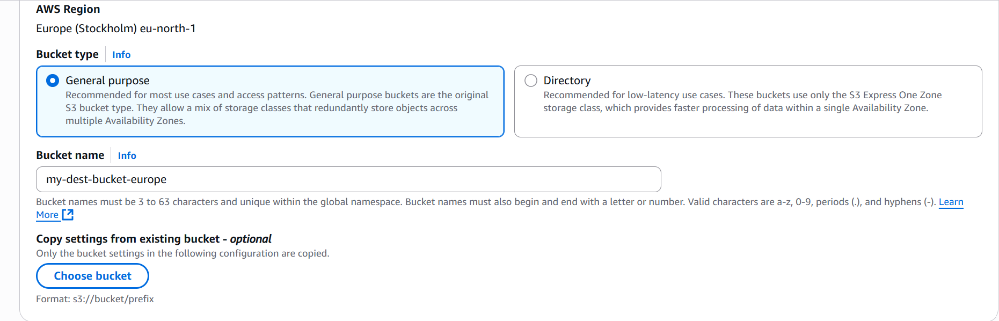 AWS Region
Europe (Stockholm) eu-north-1
Bucket type Info
General purpose
Recommended for most use cases and access patterns. General purpose buckets are the original
S3 bucket type. They allow a mix of storage classes that redundantly store objects across
multiple Availability Zones.
Directory
Recommended for low-latency use cases. These buckets use only the S3 Express One Zone
storage class, which provides faster processing of data within a single Availability Zone.
Bucket name Info
my-dest-bucket-europe
Bucket names must be 3 to 63 characters and unique within the global namespace. Bucket names must also begin and end with a letter or number. Valid characters are a-z, 0-9, periods (.), and hyphens (-). Learn
More
Copy settings from existing bucket - optional
Only the bucket settings in the following configuration are copied.
Choose bucket
Format: s3://bucket/prefix